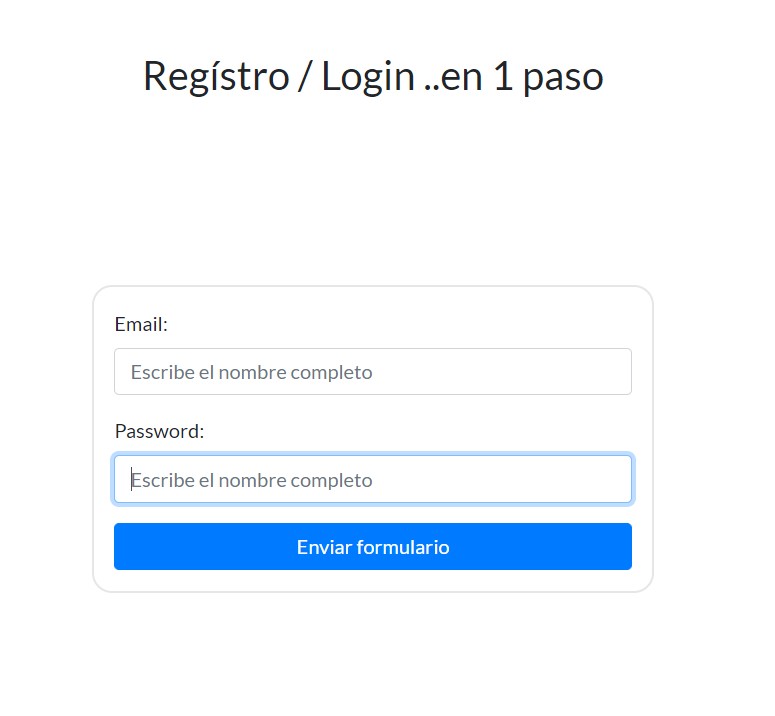 Regístro / Login ..en 1 paso
Email:
Escribe el nombre completo
Password:
Escribe el nombre completo
Enviar formulario